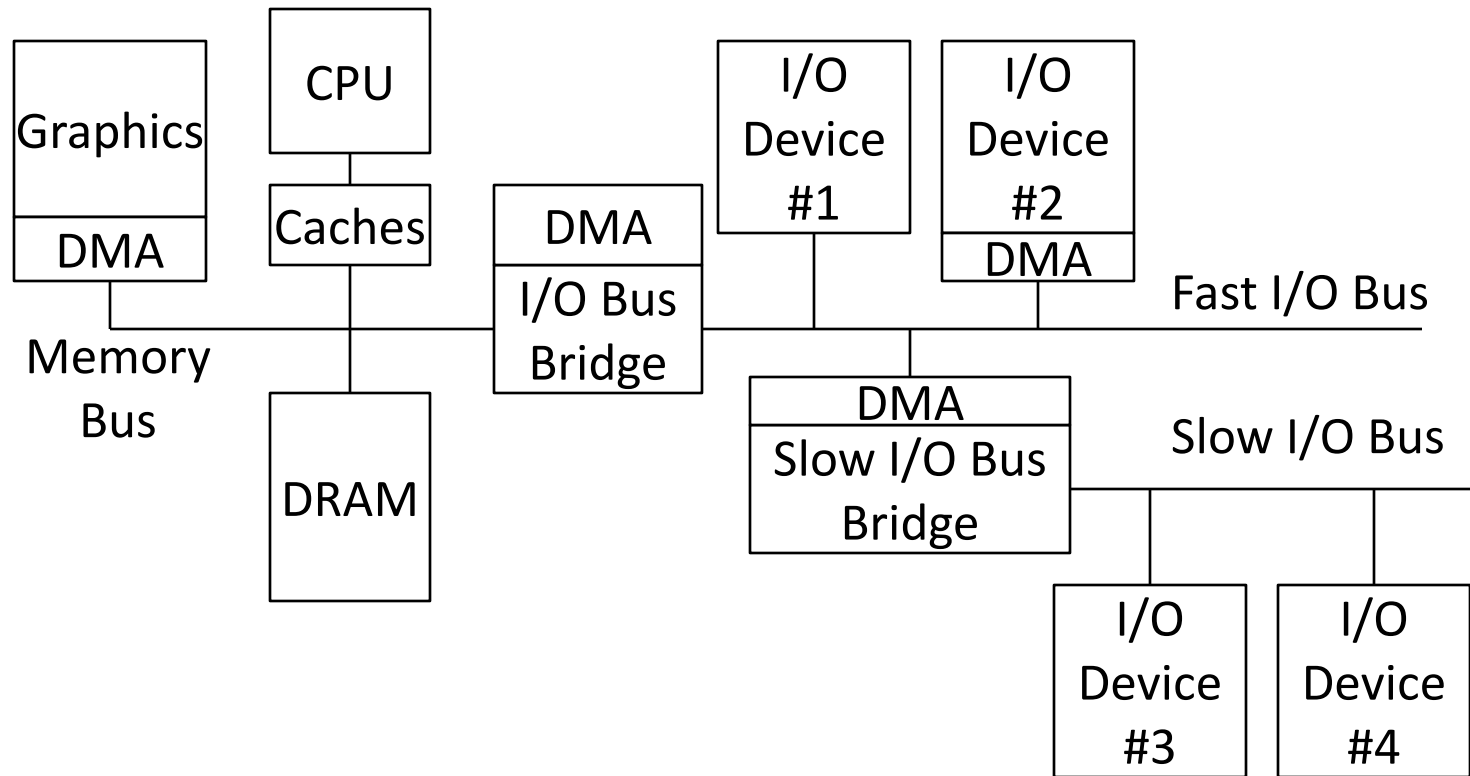 Graphics
DMA
CPU
Caches
DMA
I/O Bus
Bridge
I/O
Device
#1
I/O
Device
#2
DMA
Fast I/O Bus
Memory
Bus
DRAM
DMA
Slow I/O Bus
Bridge
Slow I/O Bus
I/O
Device
#3
I/O
Device
#4